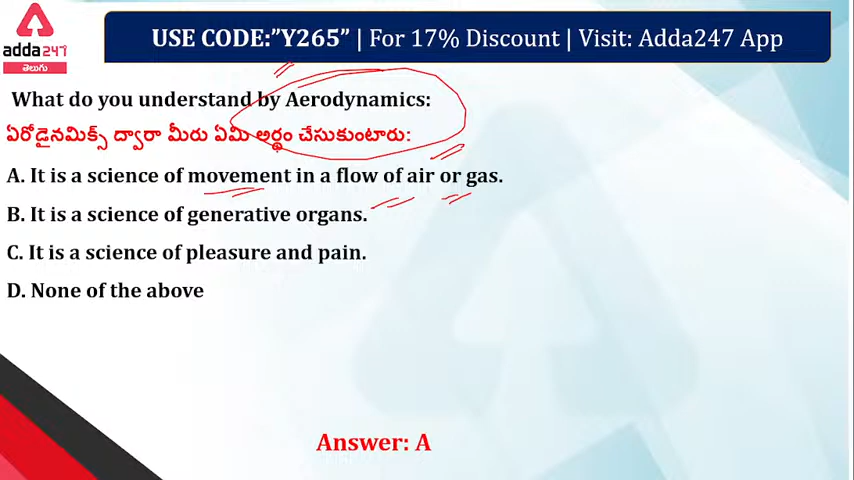 adda247
తెలుగు
USE CODE:"Y265" | For 17% Discount | Visit: Adda247 App
What do you understand by Aerodynamics:
ఏరోడైనమిక్స్ ద్వారా మీరు ఏమి అర్థం చేసుకుంటారు:
A. It is a science of movement in a flow of air or gas.
B. It is a science of generative organs.
C. It is a science of pleasure and pain.
D. None of the above
Answer: A